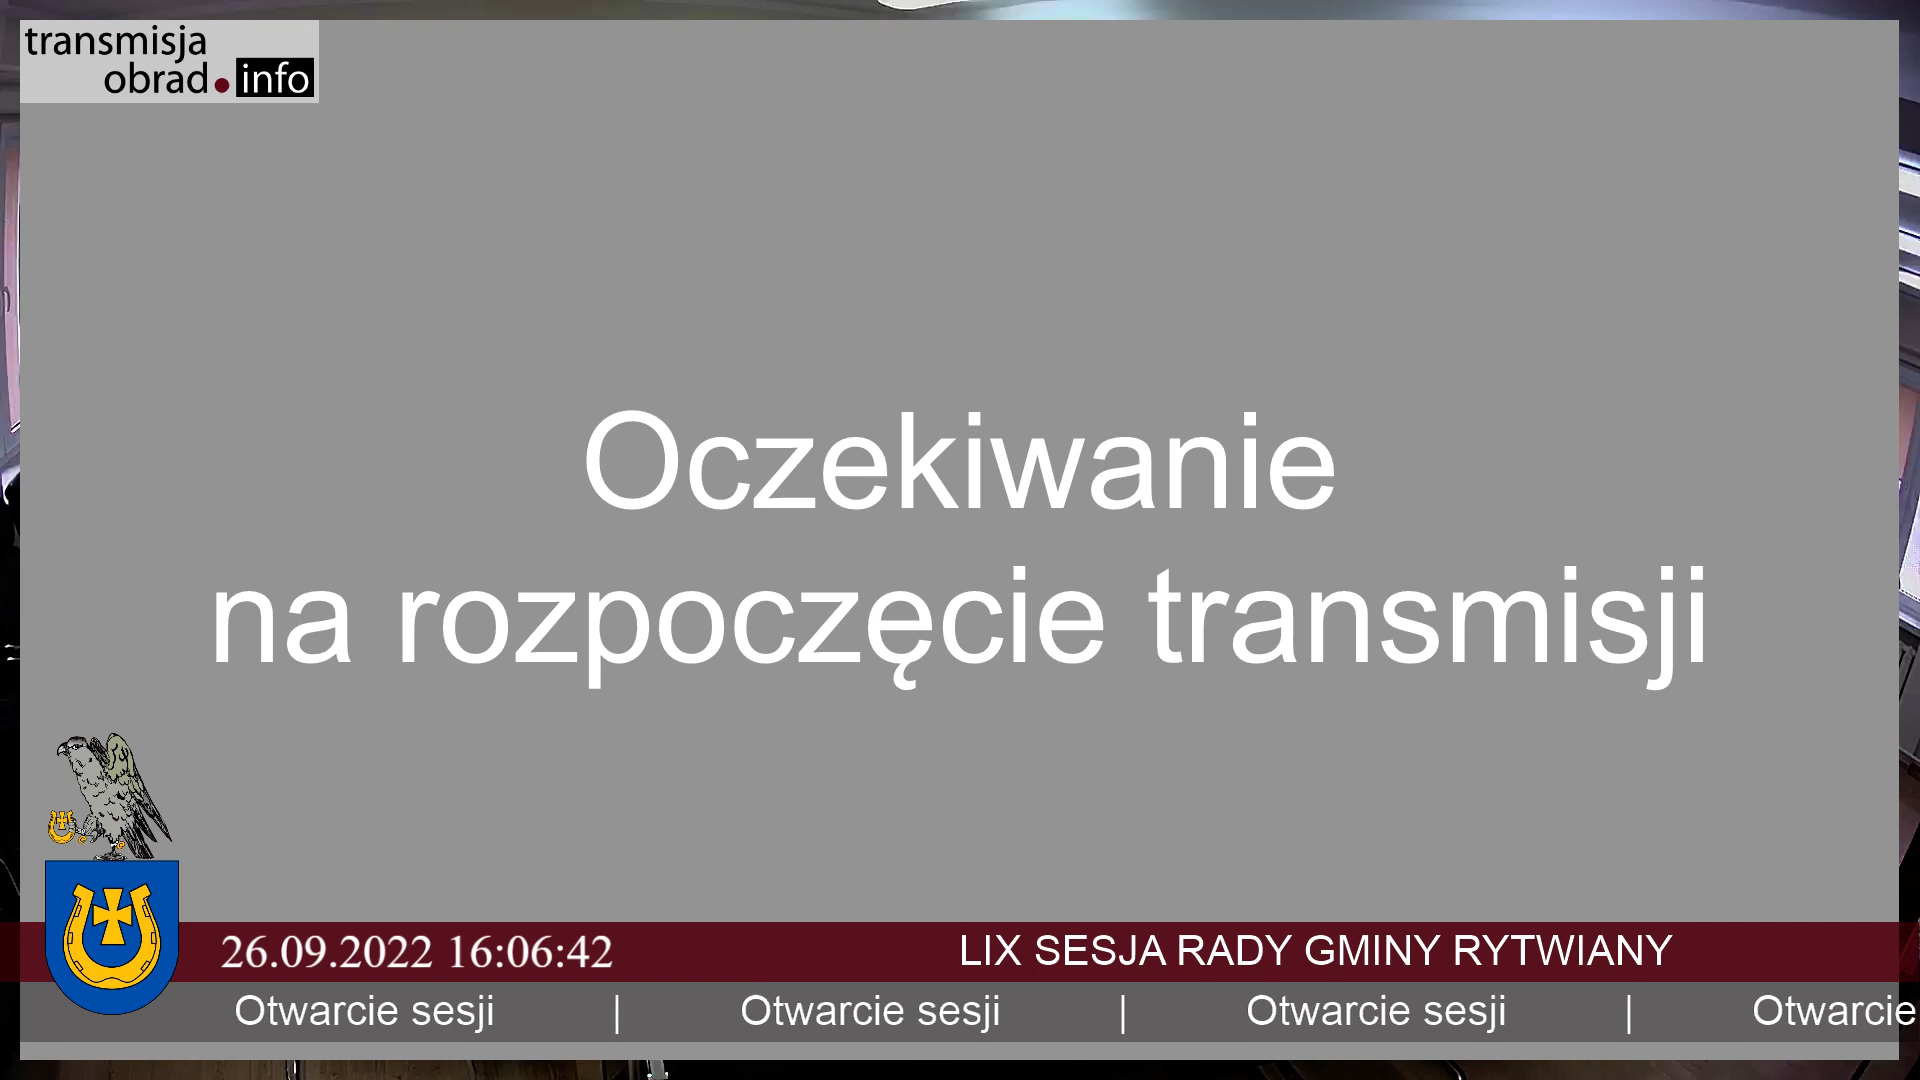 transmisja
obrad.info
Oczekiwanie
na rozpoczęcie transmisji
26.09.2022 16:06:42
LIX SESJA RADY GMINY RYTWIANY
Otwarcie sesji | Otwarcie sesji | Otwarcie sesji | Otwarcie